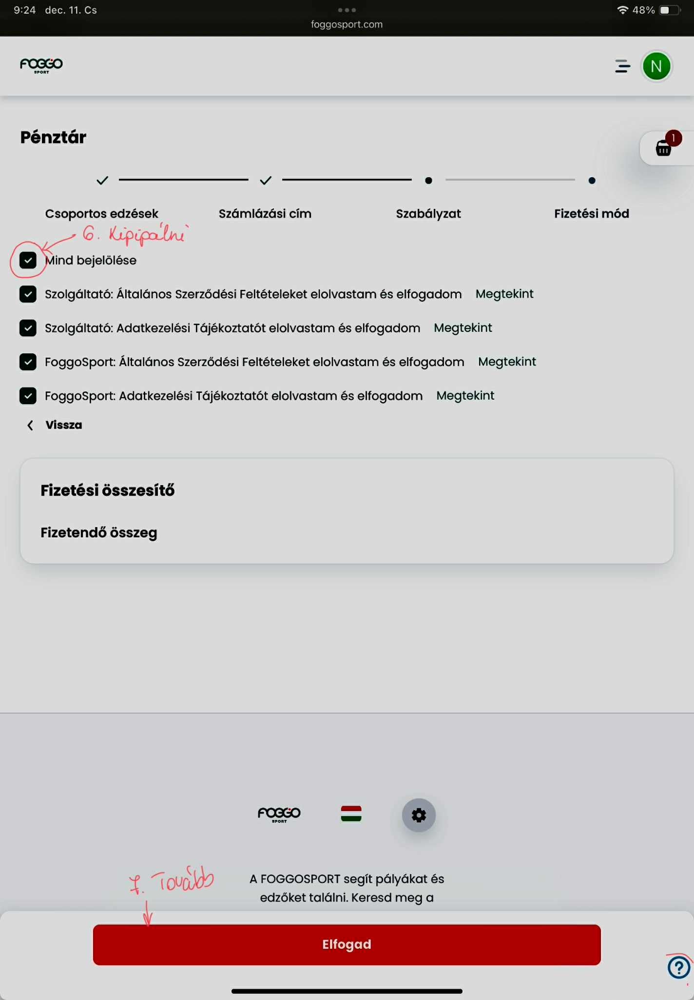 9:24 dec. 11. Cs
48%
foggosport.com
FOGGO
SPORT
N
Pénztár
1
Csoportos edzések
Számlázási cím
Szabályzat
Fizetési mód
6. Kipipálni
Mind bejelölése
Szolgáltató: Általános Szerződési Feltételeket elolvastam és elfogadom Megtekint
Szolgáltató: Adatkezelési Tájékoztatót elolvastam és elfogadom Megtekint
FoggoSport: Általános Szerződési Feltételeket elolvastam és elfogadom Megtekint
FoggoSport: Adatkezelési Tájékoztatót elolvastam és elfogadom Megtekint
Vissza
Fizetési összesítő
Fizetendő összeg
FOGGO
SPORT
7. Tovább
A FOGGOSPORT segít pályákat és
edzőket találni. Keresd meg a
Elfogad
?